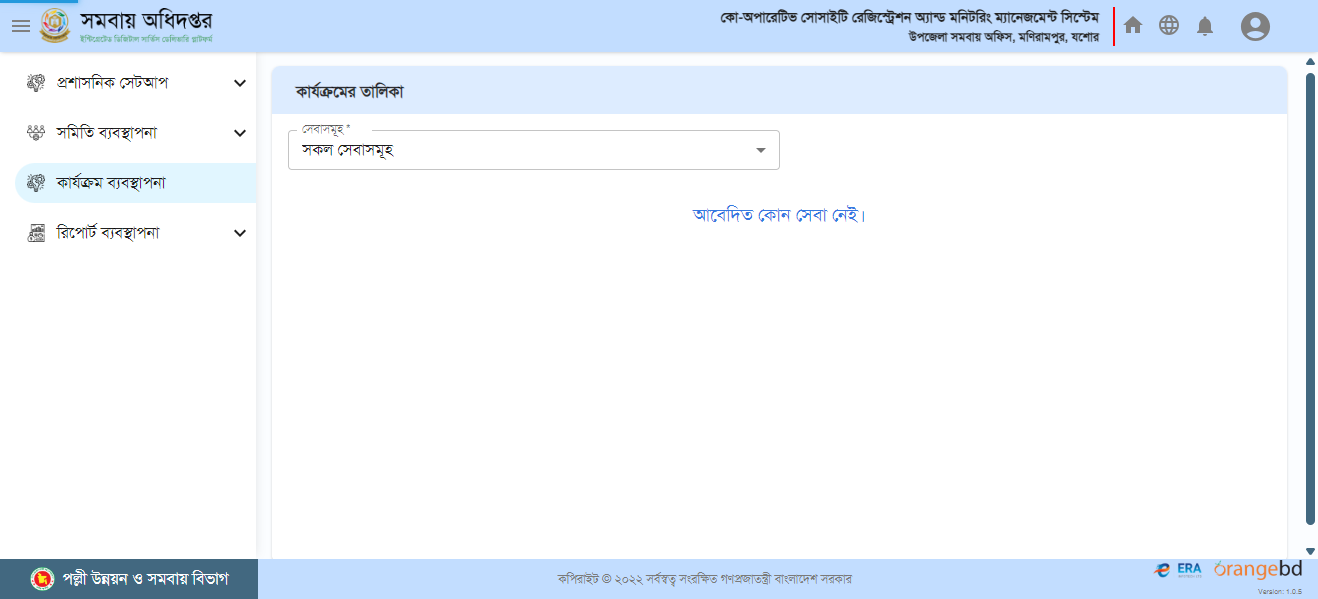 সমবায় অধিদপ্তর
ইন্টিগ্রেটেড ডিজিটাল সার্ভিস ডেলিভারি প্লাটফর্ম
কো-অপারেটিভ সোসাইটি রেজিস্ট্রেশন অ্যান্ড মনিটরিং ম্যানেজমেন্ট সিস্টেম
উপজেলা সমবায় অফিস, মণিরামপুর, যশোর
প্রশাসনিক সেটআপ
সমিতি ব্যবস্থাপনা
কার্যক্রম ব্যবস্থাপনা
রিপোর্ট ব্যবস্থাপনা
কার্যক্রমের তালিকা
সেবাসমূহ *
সকল সেবাসমূহ
আবেদিত কোন সেবা নেই।
পল্লী উন্নয়ন ও সমবায় বিভাগ
কপিরাইট © ২০২২ সর্বস্বত্ব সংরক্ষিত গণপ্রজাতন্ত্রী বাংলাদেশ সরকার
ERA
orangebd
Version: 1.0.5